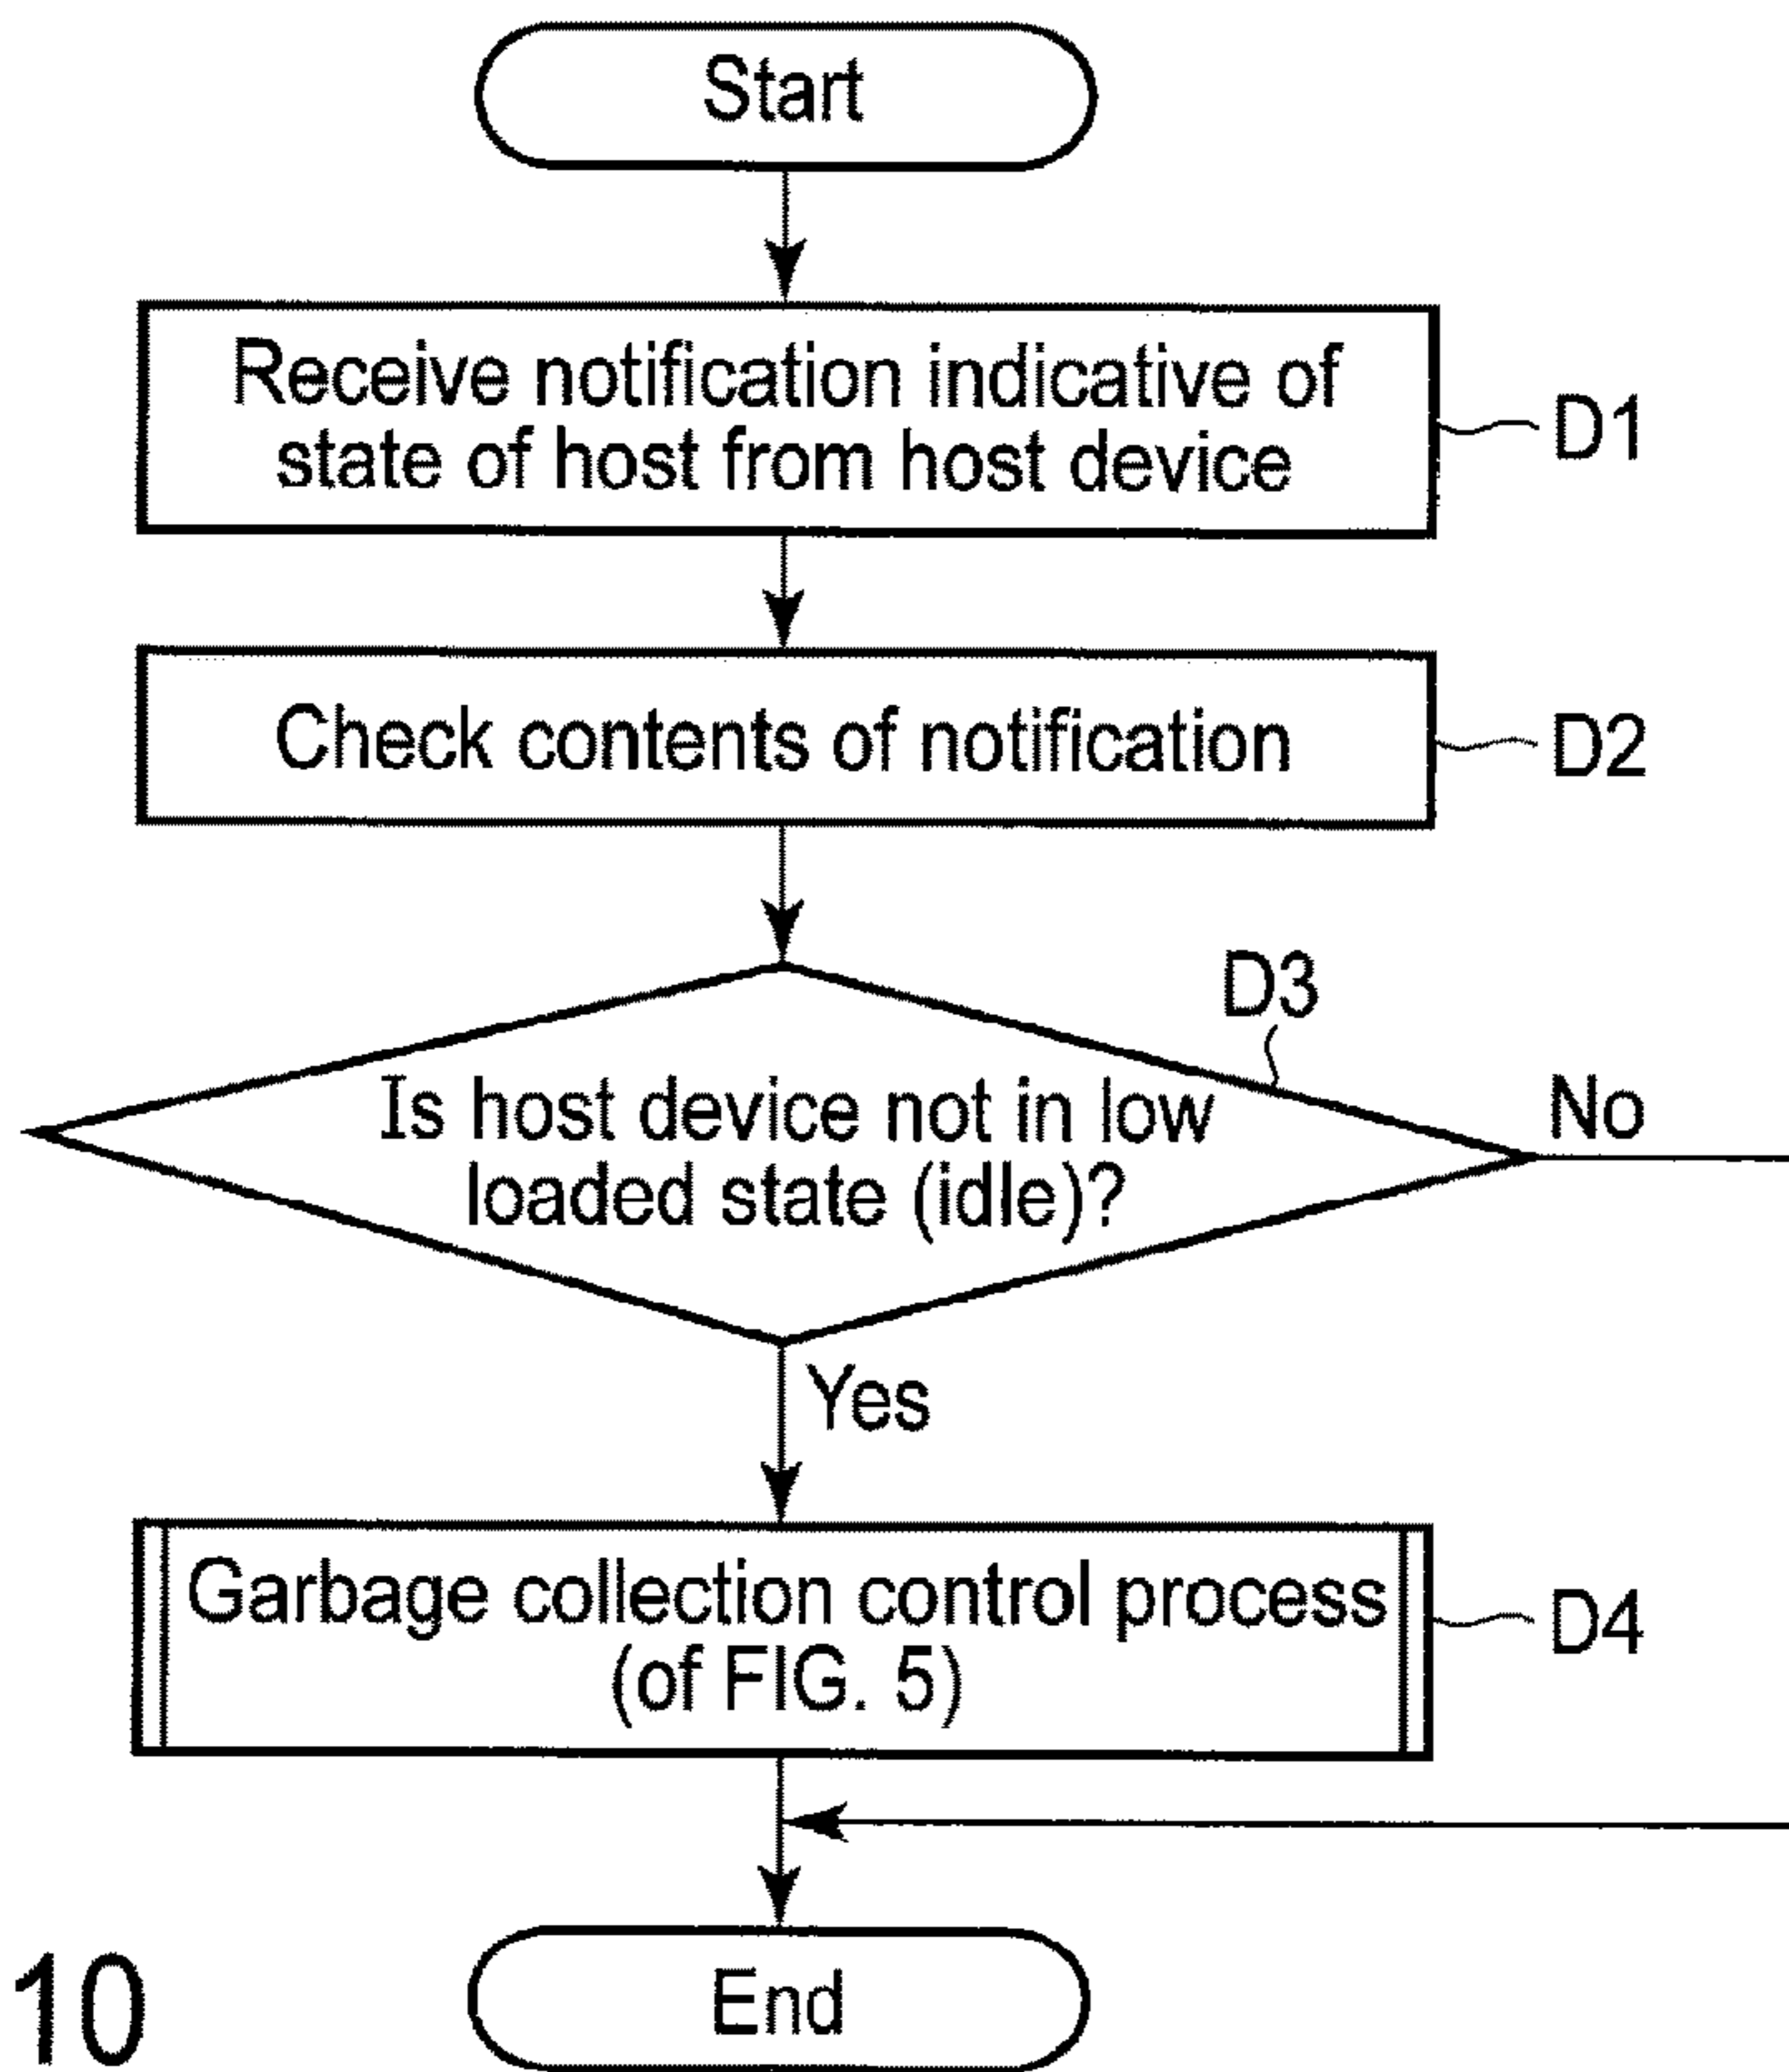 Start
Receive notification indicative of
state of host from host device
D1
Check contents of notification
D2
D3
Is host device not in low
loaded state (idle)?
No
Yes
Garbage collection control process
(of FIG. 5)
D4
End
10